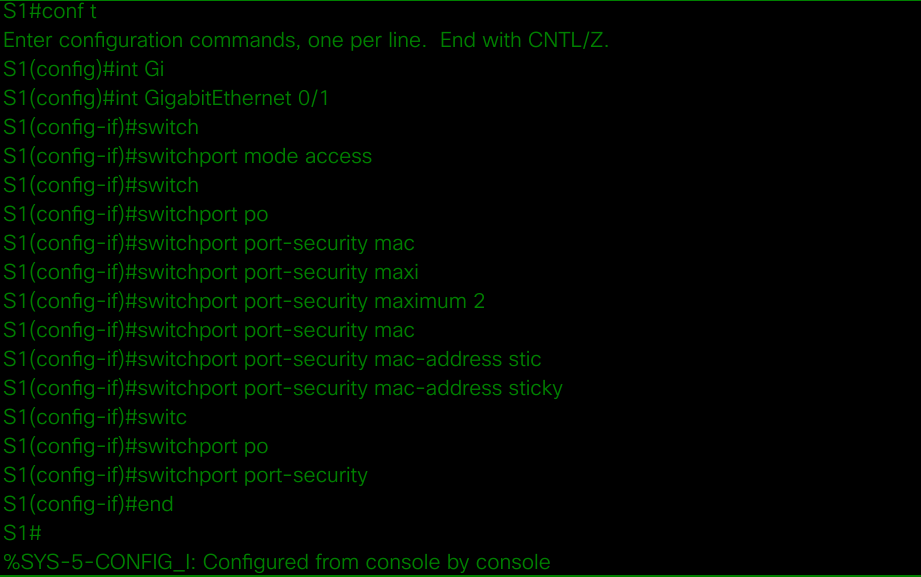 S1#conf t
Enter configuration commands, one per line.  End with CNTL/Z.
S1(config)#int Gi
S1(config)#int GigabitEthernet 0/1
S1(config-if)#switch
S1(config-if)#switchport mode access
S1(config-if)#switch
S1(config-if)#switchport po
S1(config-if)#switchport port-security mac
S1(config-if)#switchport port-security maxi
S1(config-if)#switchport port-security maximum 2
S1(config-if)#switchport port-security mac
S1(config-if)#switchport port-security mac-address stic
S1(config-if)#switchport port-security mac-address sticky
S1(config-if)#switc
S1(config-if)#switchport po
S1(config-if)#switchport port-security
S1(config-if)#end
S1#
%SYS-5-CONFIG_I: Configured from console by console